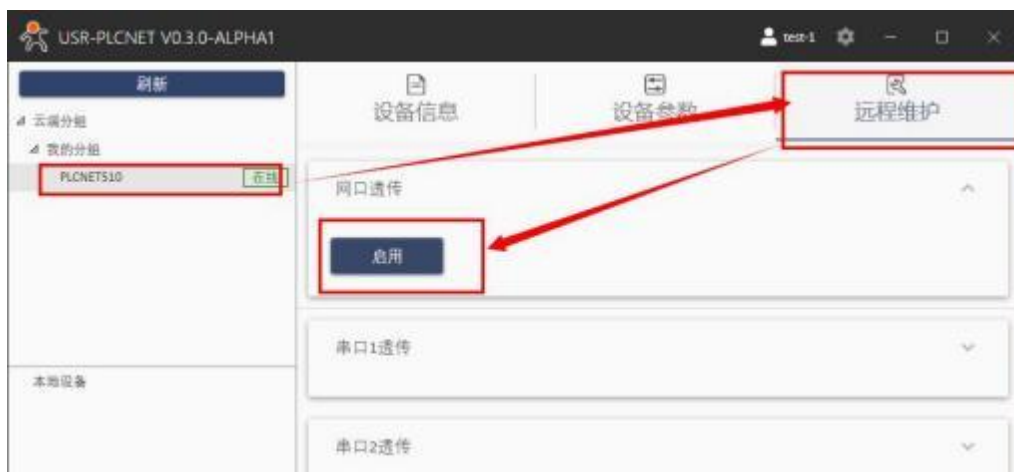 USR-PLCNET V0.3.0-ALPHA1
test-1
刷新
云端分组
我的分组
PLCNET510
在线
设备信息
设备参数
远程维护
网口透传
启用
串口1透传
串口2透传
本地设备